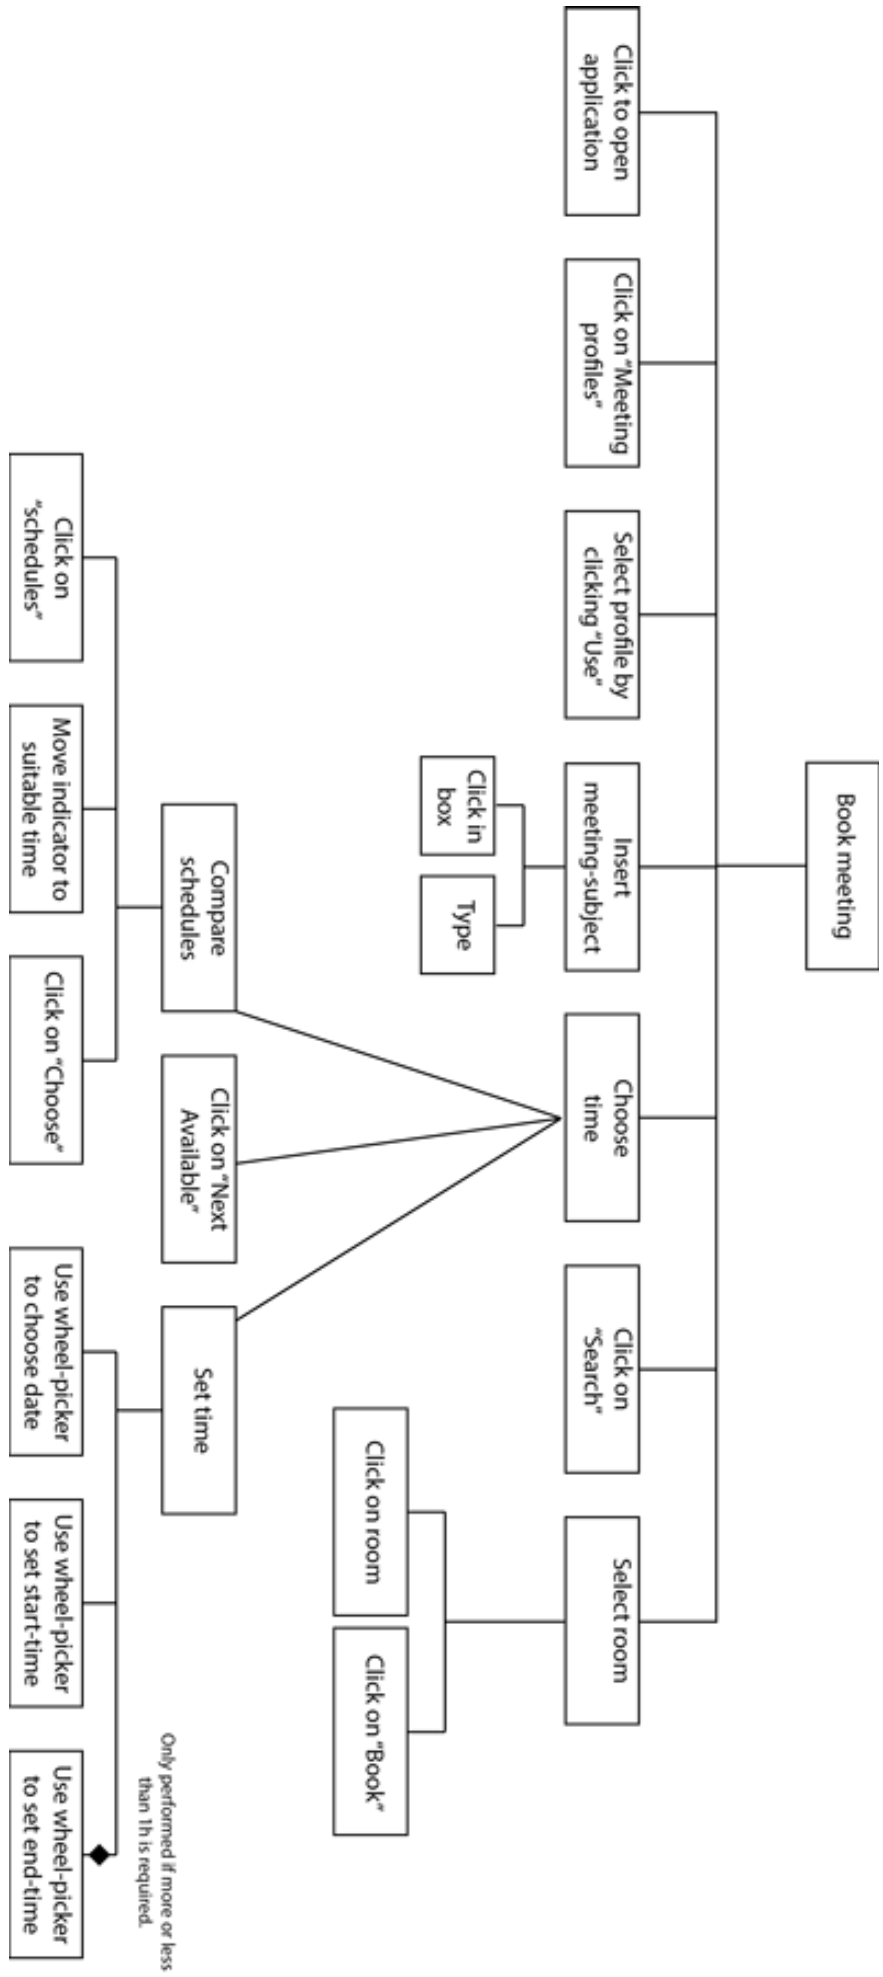 Book meeting
Click to open
application
Click on "Meeting
profiles"
Select profile by
clicking "Use"
Insert
meeting-subject
Choose
time
Click on
"Search"
Select room
Click in
box
Type
Click on room
Click on "Book"
Compare
schedules
Click on "Next
Available"
Set time
Only performed if more or less
than 1h is required.
Click on
"schedules"
Move indicator to
suitable time
Click on "Choose"
Use wheel-picker
to choose date
Use wheel-picker
to set start-time
Use wheel-picker
to set end-time